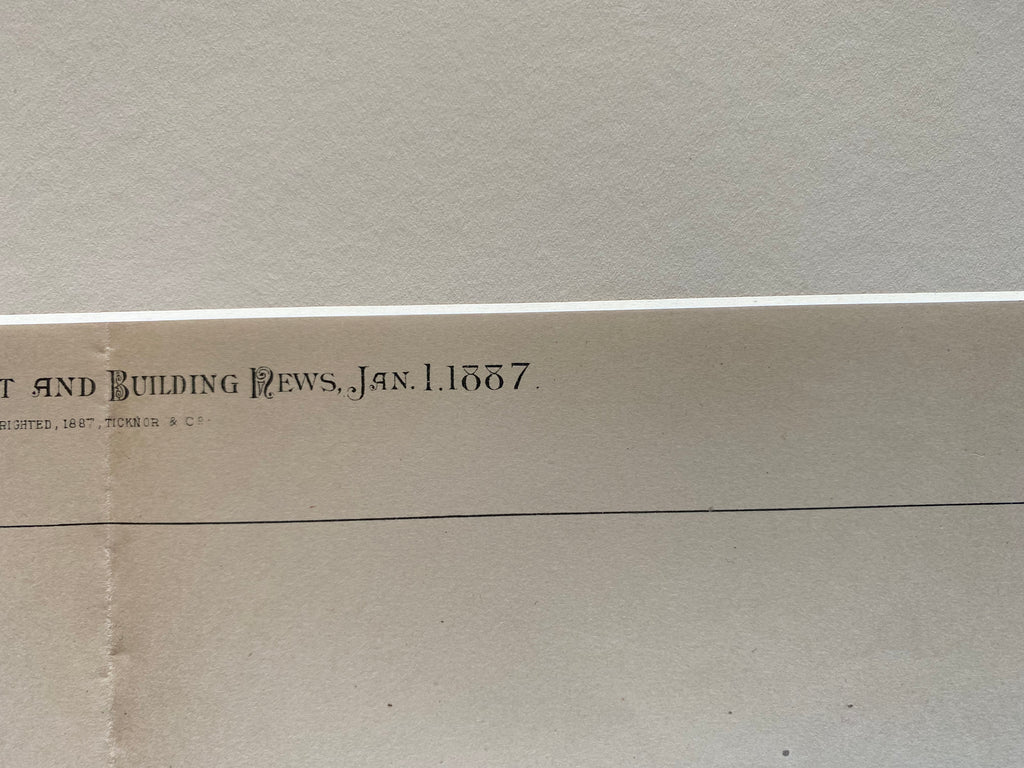 T AND BUILDING NEWS, JAN. 1. 1887.
RIGHTED, 1887, TICKNOR & CO.